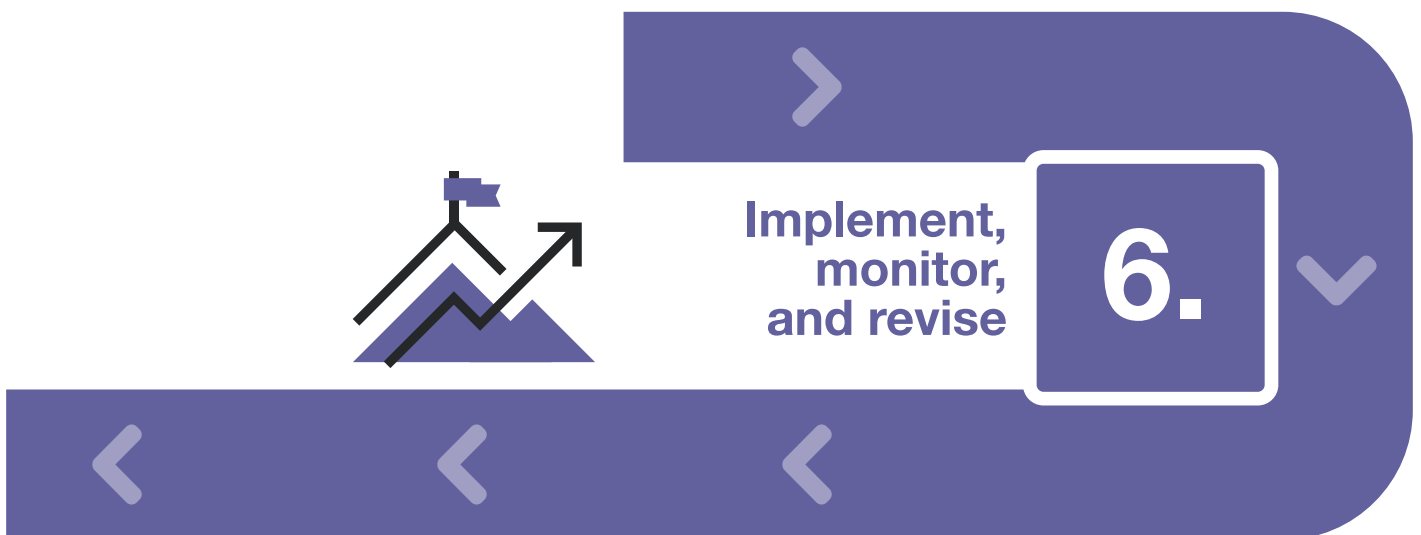 Implement,
monitor,
and revise
6.